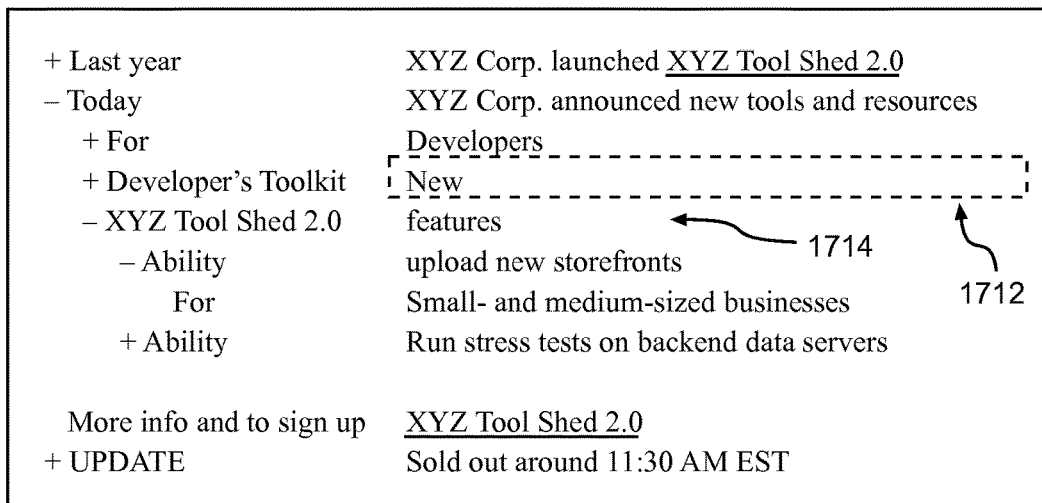 + Last year XYZ Corp. launched XYZ Tool Shed 2.0
– Today XYZ Corp. announced new tools and resources
+ For Developers
+ Developer's Toolkit New
– XYZ Tool Shed 2.0 features
1714
– Ability upload new storefronts
1712
For Small- and medium-sized businesses
+ Ability Run stress tests on backend data servers
More info and to sign up XYZ Tool Shed 2.0
+ UPDATE Sold out around 11:30 AM EST